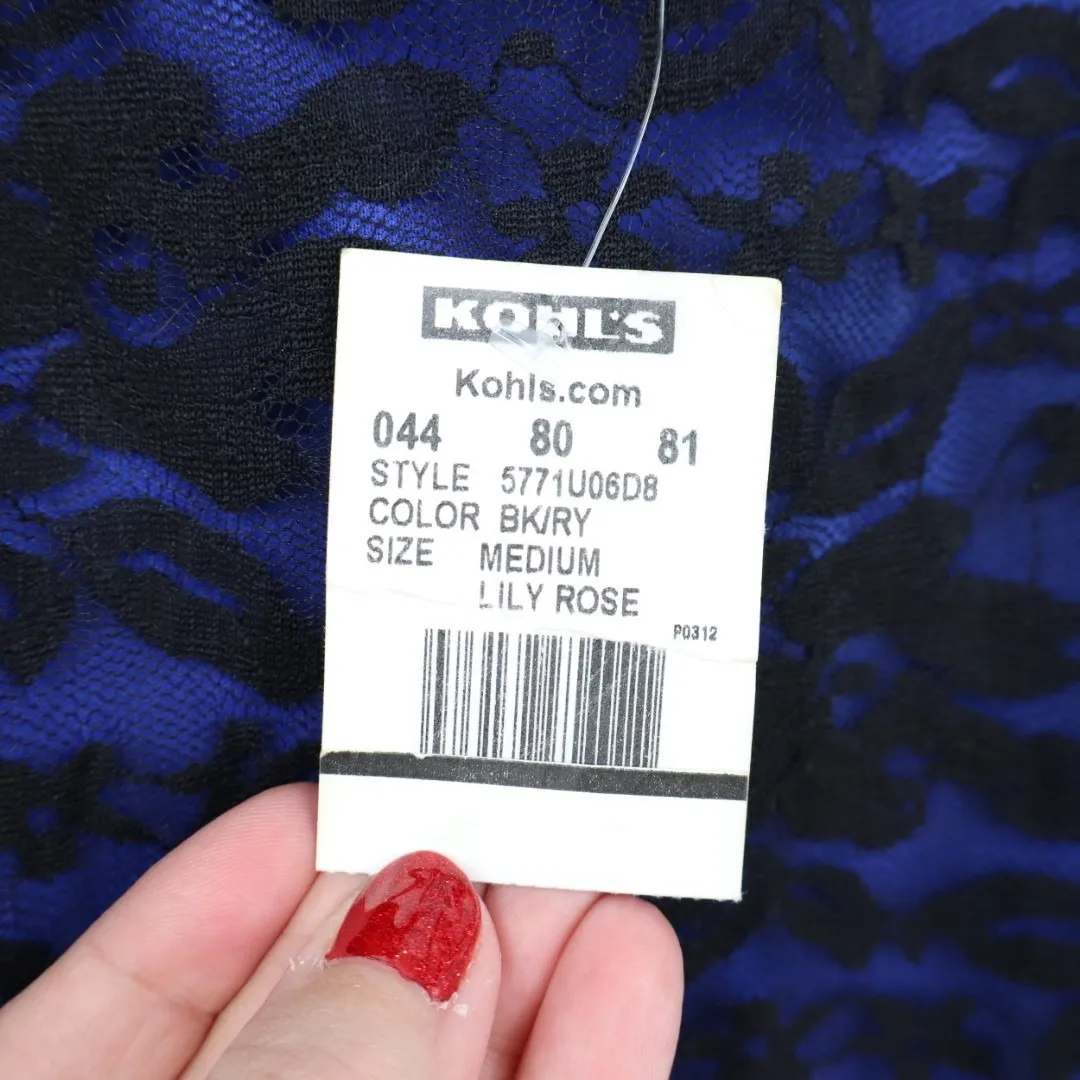 KOHL'S
Kohls.com
044 80 81
STYLE 5771U06D8
COLOR BK/RY
SIZE MEDIUM
LILY ROSE
P0312